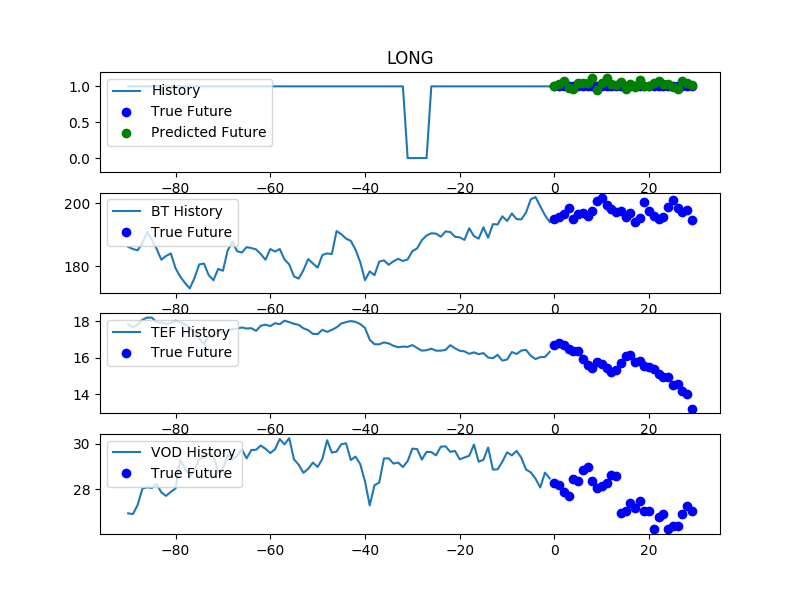 LONG
1.0
0.5
0.0
History
True Future
Predicted Future
−80 −60 −40 −20 0 20
200
180
BT History
True Future
−80 −60 −40 −20 0 20
18
16
14
TEF History
True Future
−80 −60 −40 −20 0 20
30
28
VOD History
True Future
−80 −60 −40 −20 0 20